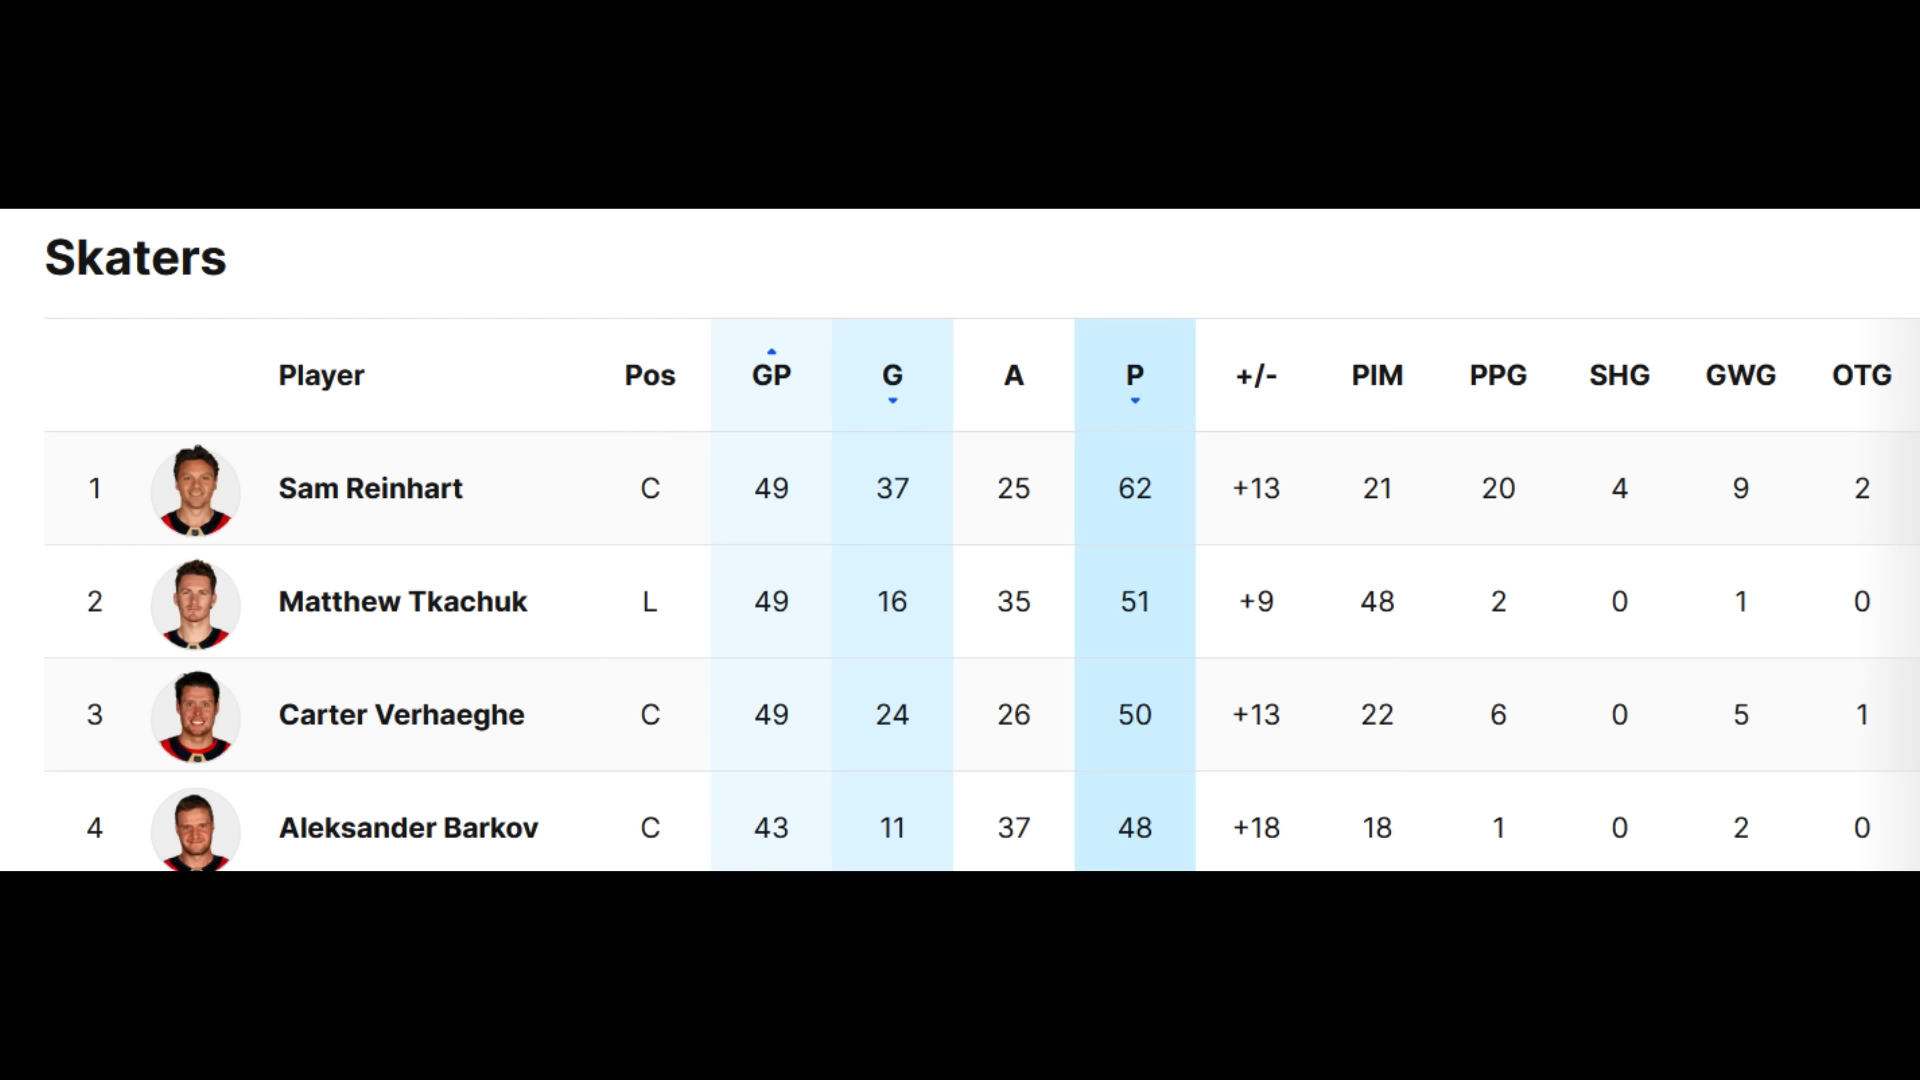 Skaters
Player Pos GP G A P +/- PIM PPG SHG GWG OTG
1 Sam Reinhart C 49 37 25 62 +13 21 20 4 9 2
2 Matthew Tkachuk L 49 16 35 51 +9 48 2 0 1 0
3 Carter Verhaeghe C 49 24 26 50 +13 22 6 0 5 1
4 Aleksander Barkov C 43 11 37 48 +18 18 1 0 2 0